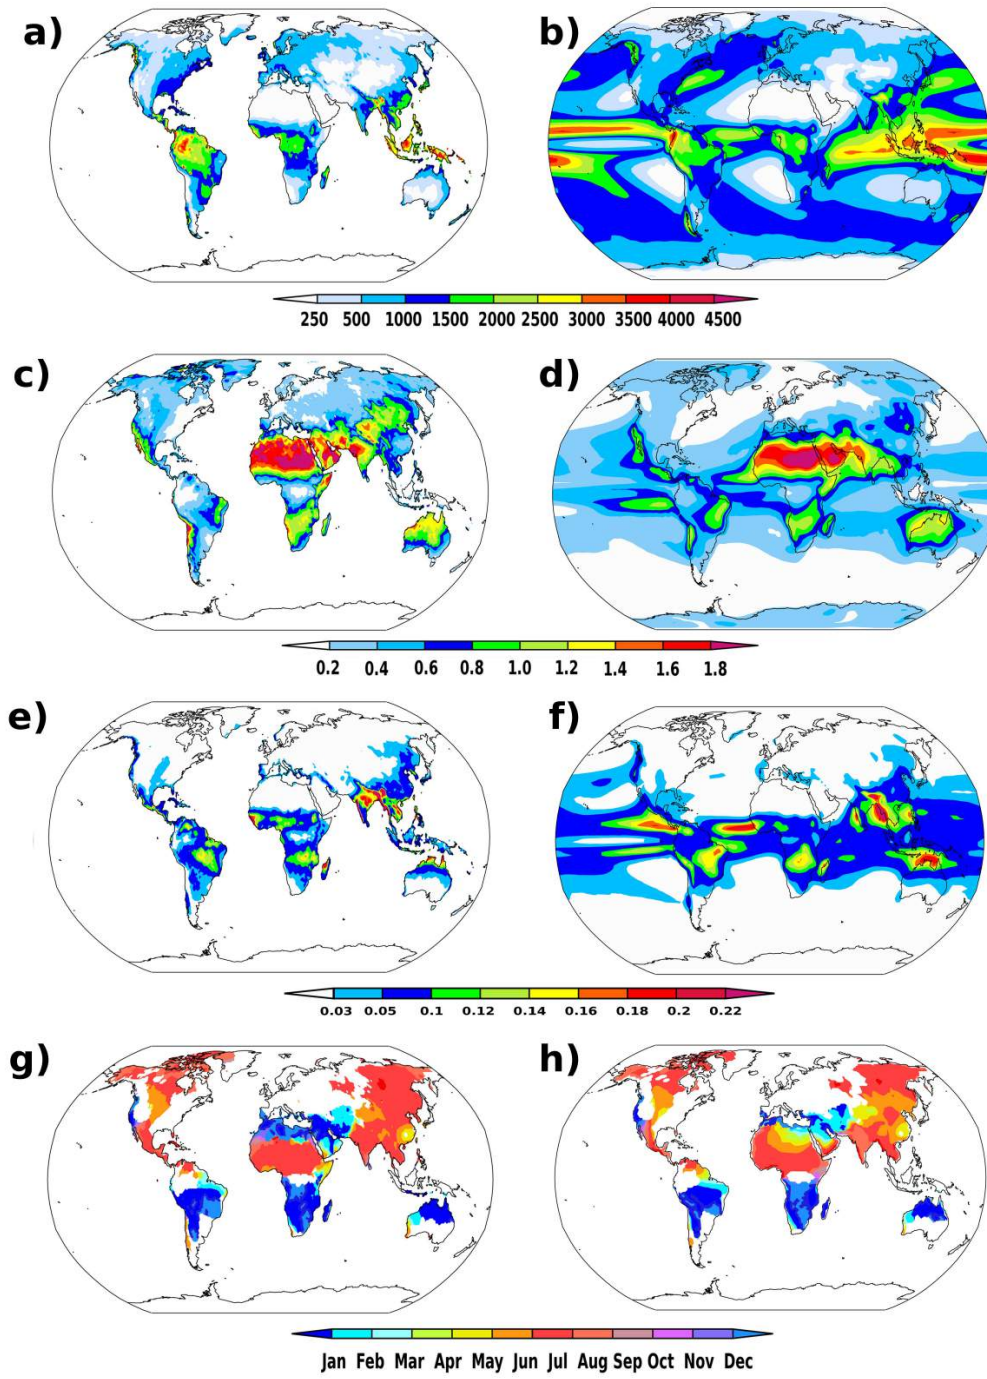 a) b)
250 500 1000 1500 2000 2500 3000 3500 4000 4500
c) d)
0.2 0.4 0.6 0.8 1.0 1.2 1.4 1.6 1.8
e) f)
0.03 0.05 0.1 0.12 0.14 0.16 0.18 0.2 0.22
g) h)
Jan Feb Mar Apr May Jun Jul Aug Sep Oct Nov Dec